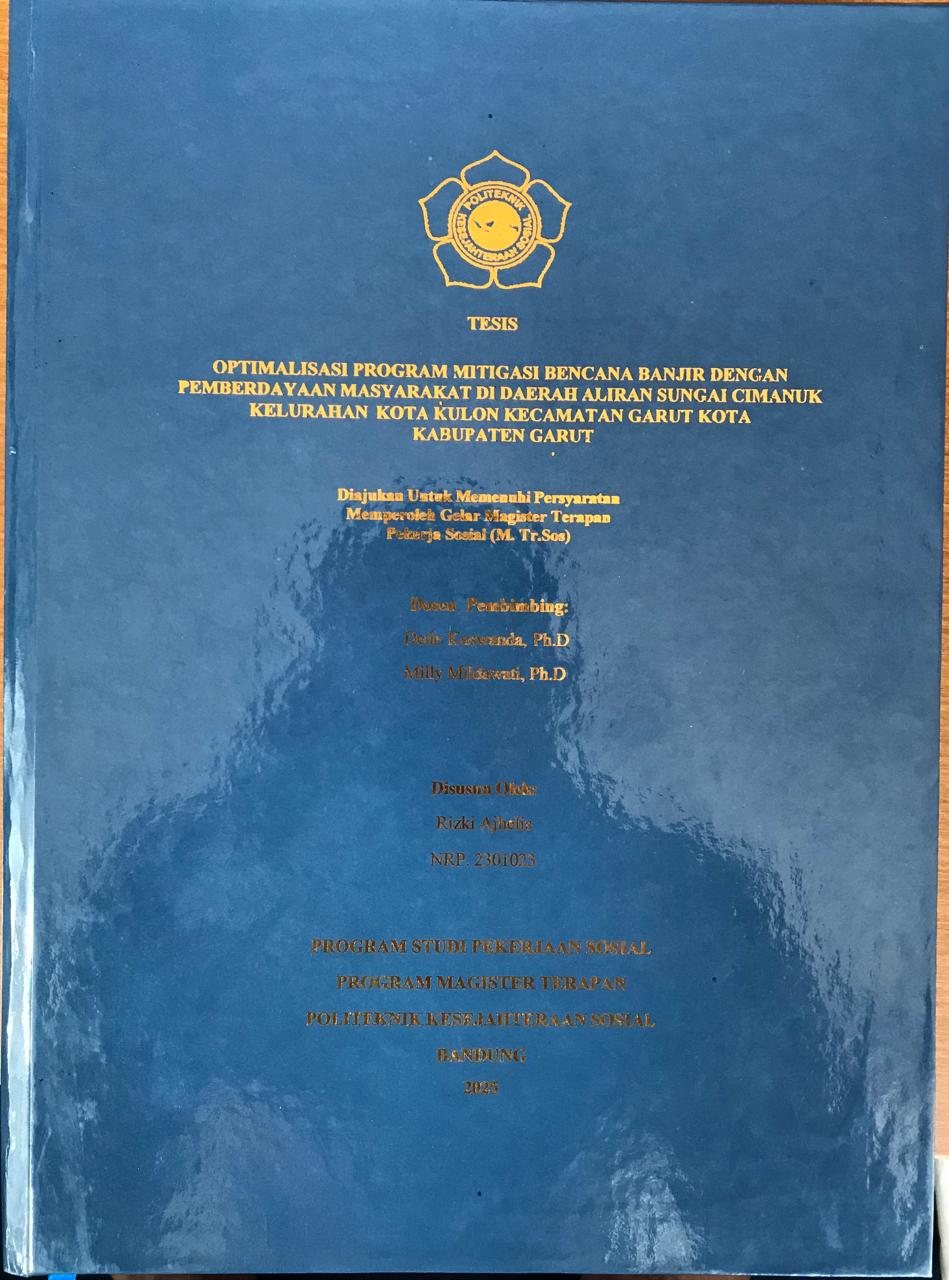 POLITEKNIK
KESEJAHTERAAN SOSIAL
TESIS
OPTIMALISASI PROGRAM MITIGASI BENCANA BANJIR DENGAN
PEMBERDAYAAN MASYARAKAT DI DAERAH ALIRAN SUNGAI CIMANUK
KELURAHAN KOTA KULON KECAMATAN GARUT KOTA
KABUPATEN GARUT
Diajukan Untuk Memenuhi Persyaratan
Memperoleh Gelar Magister Terapan
Pekerja Sosial (M. Tr.Sos)
Dosen Pembimbing:
Kuswanda, Ph.D
Milly Mildawati, Ph.D
Disusun Oleh:
Rizki Ajhelia
NRP. 2301023
PROGRAM STUDI PEKERJAAN SOSIAL
PROGRAM MAGISTER TERAPAN
POLITEKNIK KESEJAHTERAAN SOSIAL
BANDUNG
2025